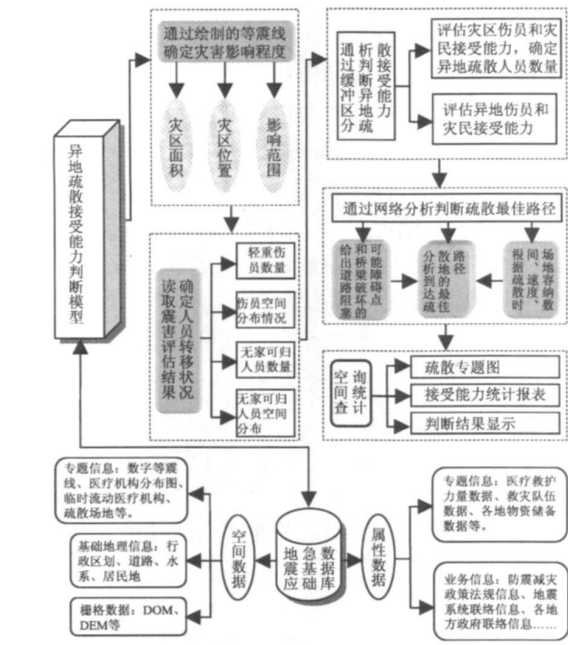 通过绘制的等震线
确定灾害影响程度
灾区面积
灾区位置
影响范围
通过缓冲区分
析判断异地疏
散接受能力
评估灾区伤员和灾
民接受能力，确定
异地疏散人员数量
评估异地伤员和
灾民接受能力
异地疏散接受能力判断模型
读取震害评估结果
确定人员转移状况
轻重伤
员数量
伤员空间
分布情况
无家可归
人员数量
无家可归
人员空间
分布
通过网络分析判断疏散最佳路径
给出道路阻塞
和桥梁破坏的
可能障碍点
分析到达疏
散地的最佳
路径
根据疏散时
间、速度、
场地容纳数
空间查
询统计
疏散专题图
接受能力统计报表
判断结果显示
专题信息：数字等震
线、医疗机构分布图、
临时流动医疗机构、
疏散场地等。
基础地理信息：行
政区划、道路、水
系、居民地
栅格数据：DOM、
DEM等
空间数据
地震应
急基础
数据库
属性数据
专题信息：医疗救护
力量数据、救灾队伍
数据、各地物资储备
数据等。
业务信息：防震减灾
政策法规信息、地震
系统联络信息、各地
方政府联络信息……